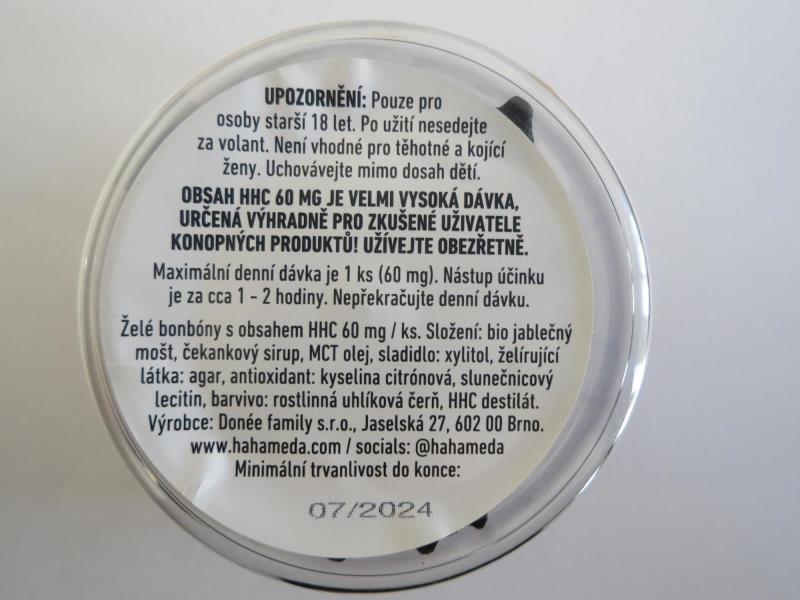 UPOZORNĚNÍ: Pouze pro
osoby starší 18 let. Po užití nesedejte
za volant. Není vhodné pro těhotné a kojící
ženy. Uchovávejte mimo dosah dětí.
OBSAH HHC 60 MG JE VELMI VYSOKÁ DÁVKA,
URČENÁ VÝHRADNĚ PRO ZKUŠENÉ UŽIVATELE
KONOPNÝCH PRODUKTŮ! UŽÍVEJTE OBEZŘETNĚ.
Maximální denní dávka je 1 ks (60 mg). Nástup účinku
je za cca 1 - 2 hodiny. Nepřekračujte denní dávku.
Želé bonbóny s obsahem HHC 60 mg / ks. Složení: bio jablečný
mošt, čekankový sirup, MCT olej, sladidlo: xylitol, želírující
látka: agar, antioxidant: kyselina citrónová, slunečnicový
lecitin, barvivo: rostlinná uhlíková čerň, HHC destilát.
Výrobce: Donée family s.r.o., Jaselská 27, 602 00 Brno.
www.hahameda.com / socials: @hahameda
Minimální trvanlivost do konce:
07/2024